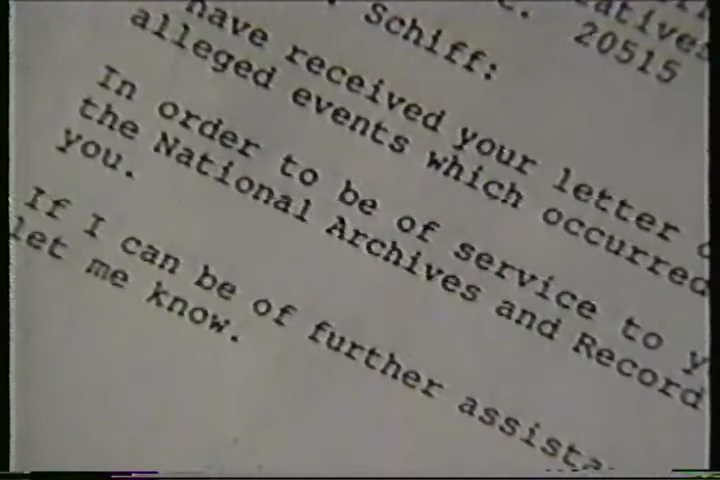 Schiff: 20515
have received your letter
alleged events which occurred
In order to be of service to
the National Archives and Record
you.
If I can be of further
let me know.